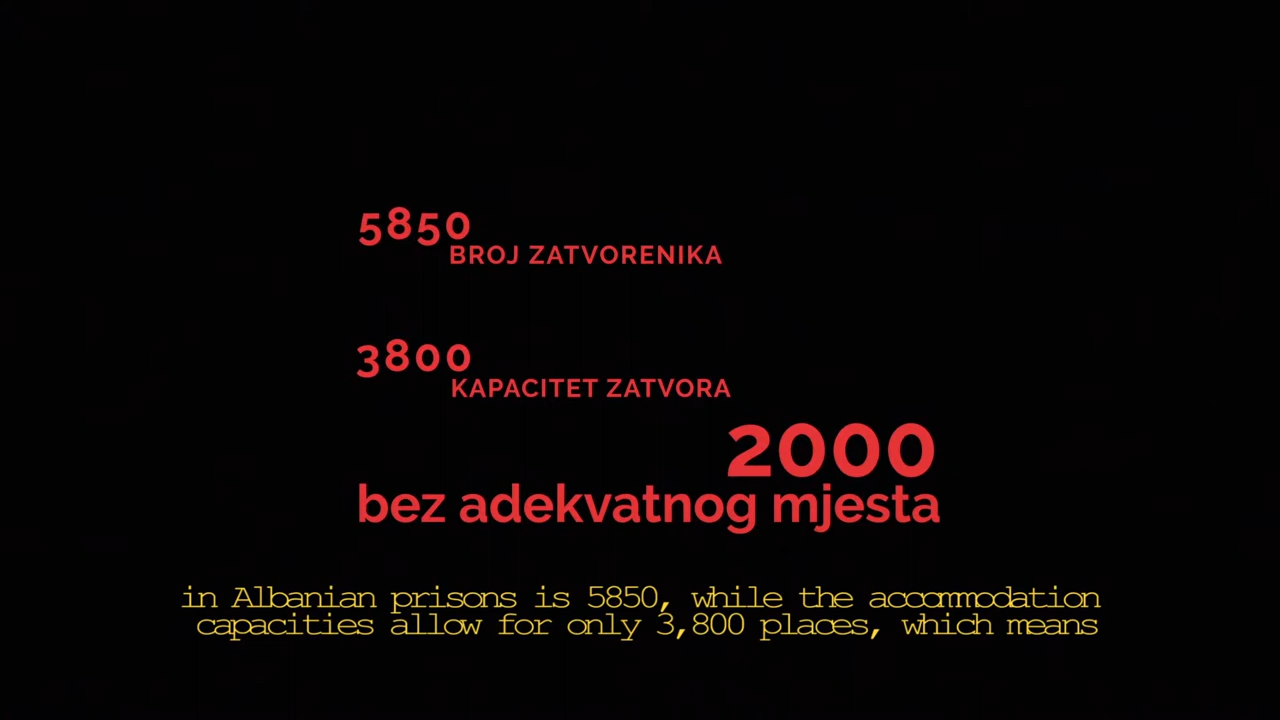 5850
BROJ ZATVORENIKA
3800
KAPACITET ZATVORA
2000
bez adekvatnog mjesta
in Albanian prisons is 5850, while the accommodation
capacities allow for only 3,800 places, which means